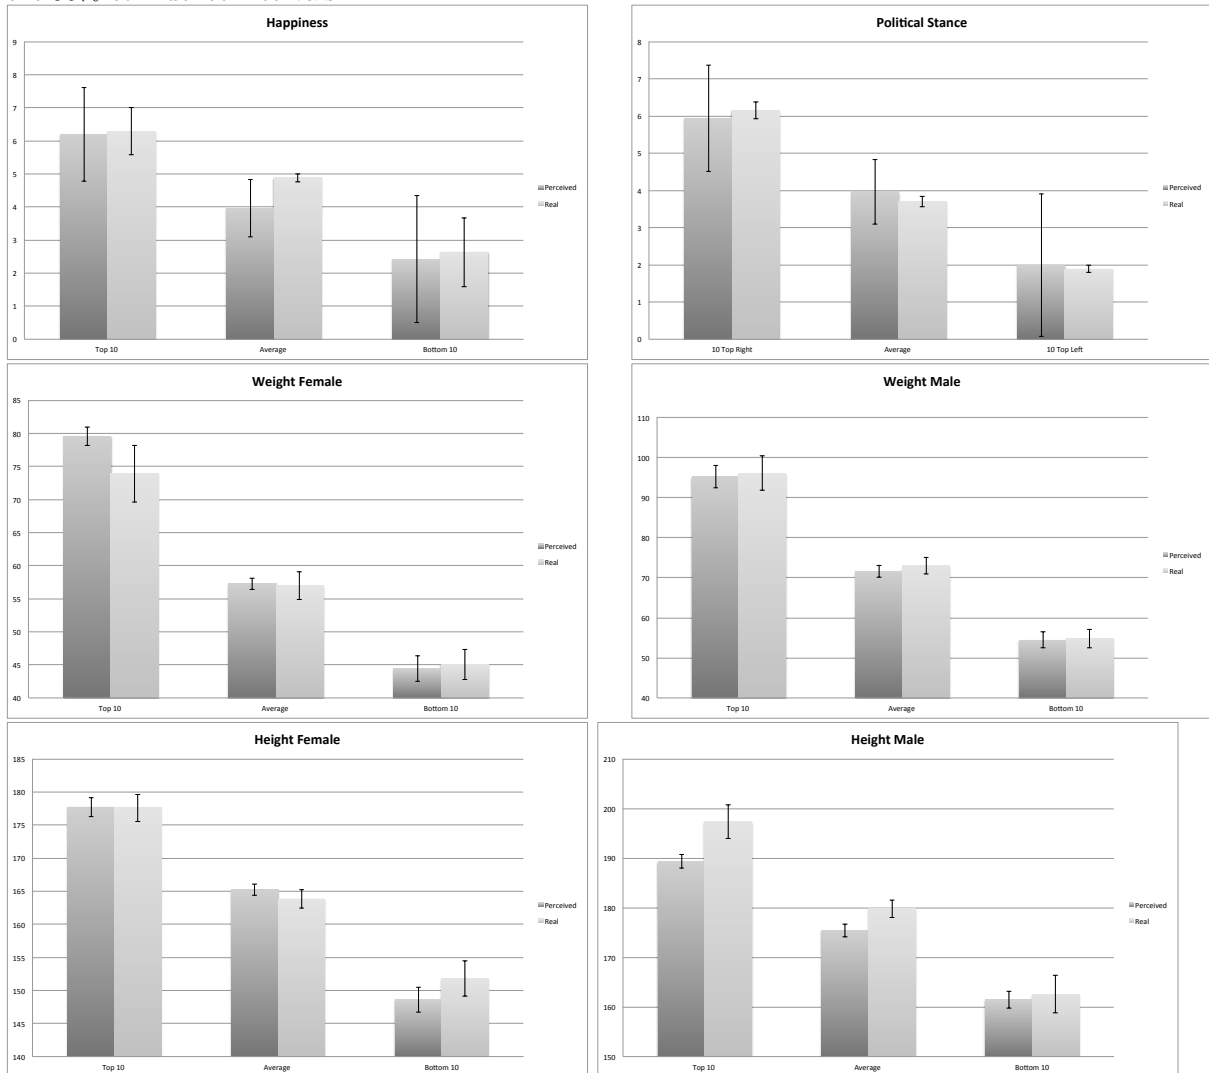 Happiness
9
8
7
6
5
4
3
2
1
0
Top 10 Average Bottom 10
Perceived
Real
Political Stance
8
7
6
5
4
3
2
1
0
10 Top Right Average 10 Top Left
Perceived
Real
Weight Female
85
80
75
70
65
60
55
50
45
40
Top 10 Average Bottom 10
Perceived
Real
Weight Male
110
100
90
80
70
60
50
40
Top 10 Average Bottom 10
Perceived
Real
Height Female
185
180
175
170
165
160
155
150
145
140
Top 10 Average Bottom 10
Perceived
Real
Height Male
210
200
190
180
170
160
150
Top 10 Average Bottom 10
Perceived
Real